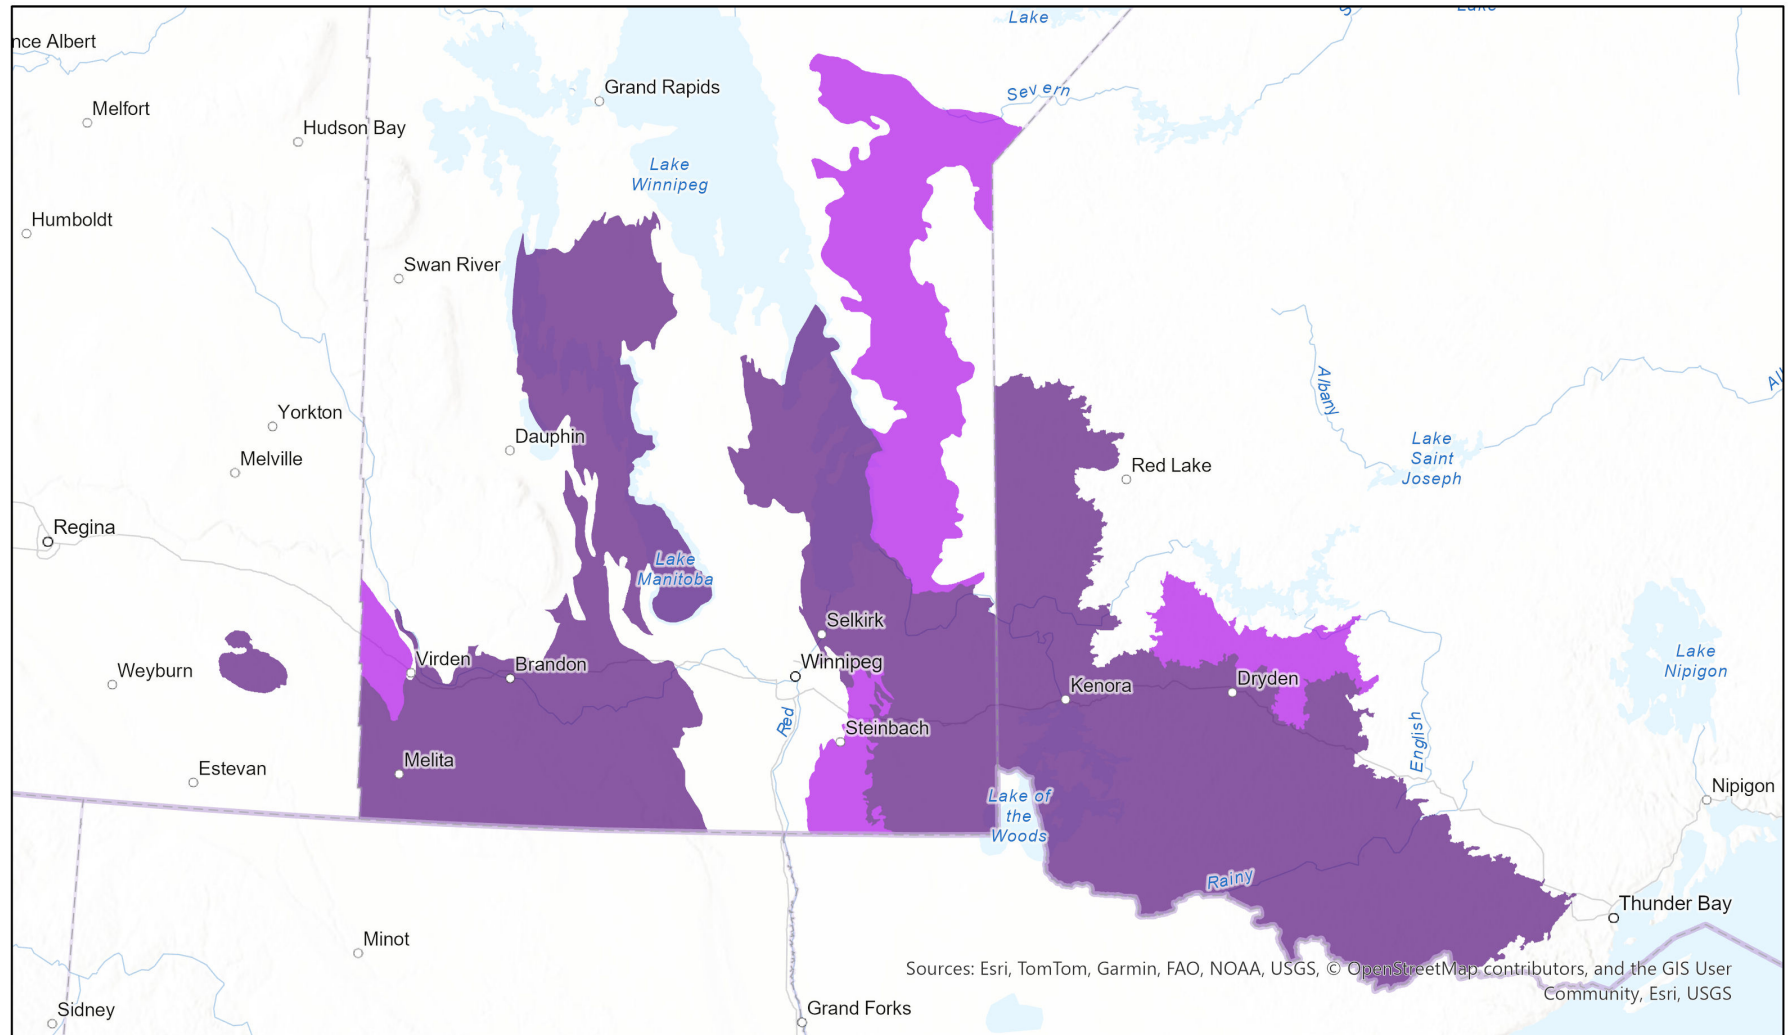 Lake
nce Albert
Grand Rapids
Severn
Melfort
Hudson Bay
Lake
Winnipeg
Humboldt
Swan River
Albany
Yorkton
Dauphin
Lake
Saint
Joseph
Melville
Red Lake
Regina
Lake
Manitoba
Selkirk
Virden
Brandon
Winnipeg
Weyburn
Kenora
Dryden
Lake
Nipigon
Red
Steinbach
English
Estevan
Melita
Lake of
the
Woods
Nipigon
Rainy
Thunder Bay
Minot
Sources: Esri, TomTom, Garmin, FAO, NOAA, USGS, © OpenStreetMap contributors, and the GIS User
Community, Esri, USGS
Sidney
Grand Forks